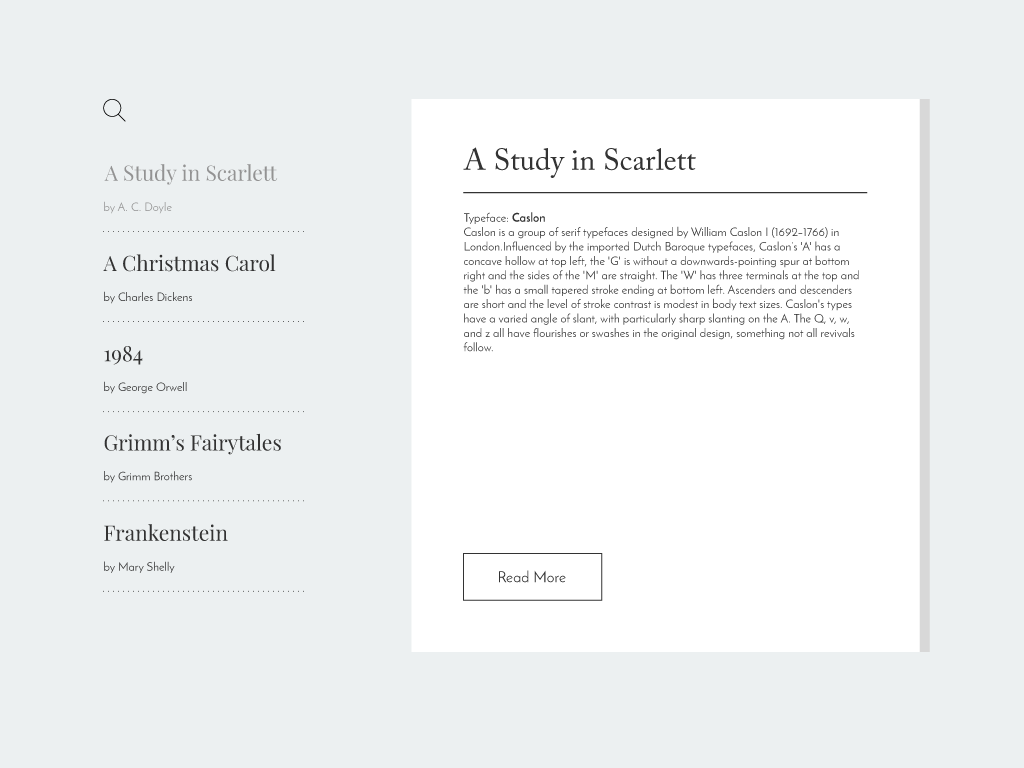 A Study in Scarlett
by A. C. Doyle
A Christmas Carol
by Charles Dickens
1984
by George Orwell
Grimm's Fairytales
by Grimm Brothers
Frankenstein
by Mary Shelly
A Study in Scarlett
Typeface: Caslon
Caslon is a group of serif typefaces designed by William Caslon I (1692–1766) in
London.Influenced by the imported Dutch Baroque typefaces, Caslon's 'A' has a
concave hollow at top left, the 'G' is without a downwards-pointing spur at bottom
right and the sides of the 'M' are straight. The 'W' has three terminals at the top and
the 'b' has a small tapered stroke ending at bottom left. Ascenders and descenders
are short and the level of stroke contrast is modest in body text sizes. Caslon's types
have a varied angle of slant, with particularly sharp slanting on the A. The Q, v, w,
and z all have flourishes or swashes in the original design, something not all revivals
follow.
Read More